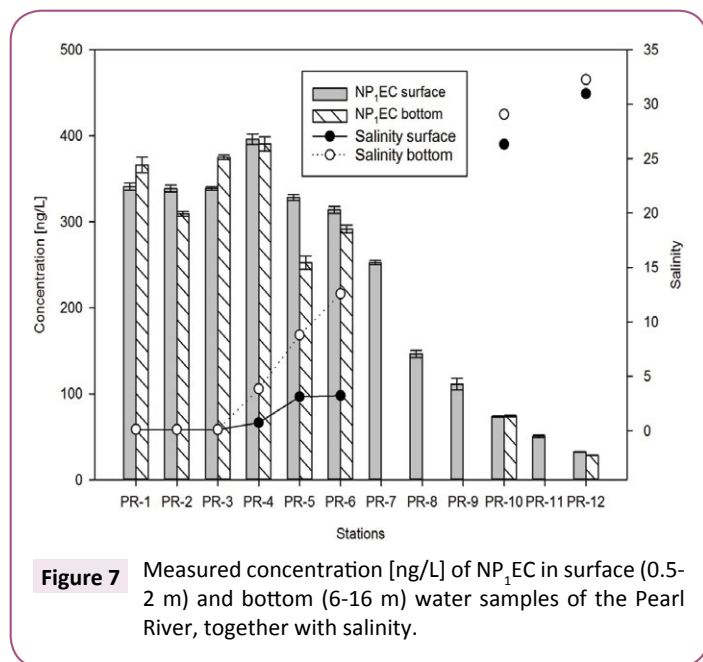 500
400
300
200
100
0
Concentration [ng/L]
NP₁EC surface
NP₁EC bottom
Salinity surface
Salinity bottom
35
30
25
20
15
10
5
0
Salinity
PR-1 PR-2 PR-3 PR-4 PR-5 PR-6 PR-7 PR-8 PR-9 PR-10 PR-11 PR-12
Stations
Figure 7
Measured concentration [ng/L] of NP₁EC in surface (0.5-
2 m) and bottom (6-16 m) water samples of the Pearl
River, together with salinity.